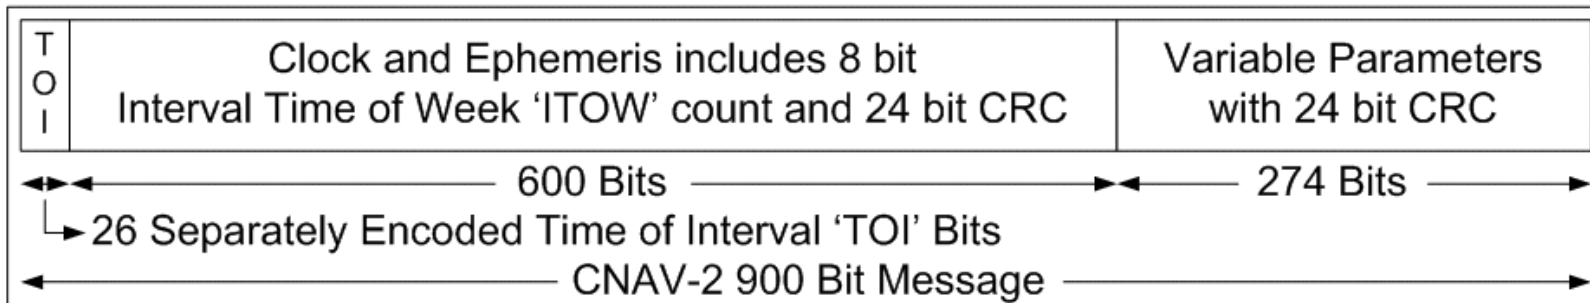 TOI
Clock and Ephemeris includes 8 bit
Interval Time of Week ‘ITOW’ count and 24 bit CRC
Variable Parameters
with 24 bit CRC
600 Bits
274 Bits
26 Separately Encoded Time of Interval ‘TOI’ Bits
CNAV-2 900 Bit Message